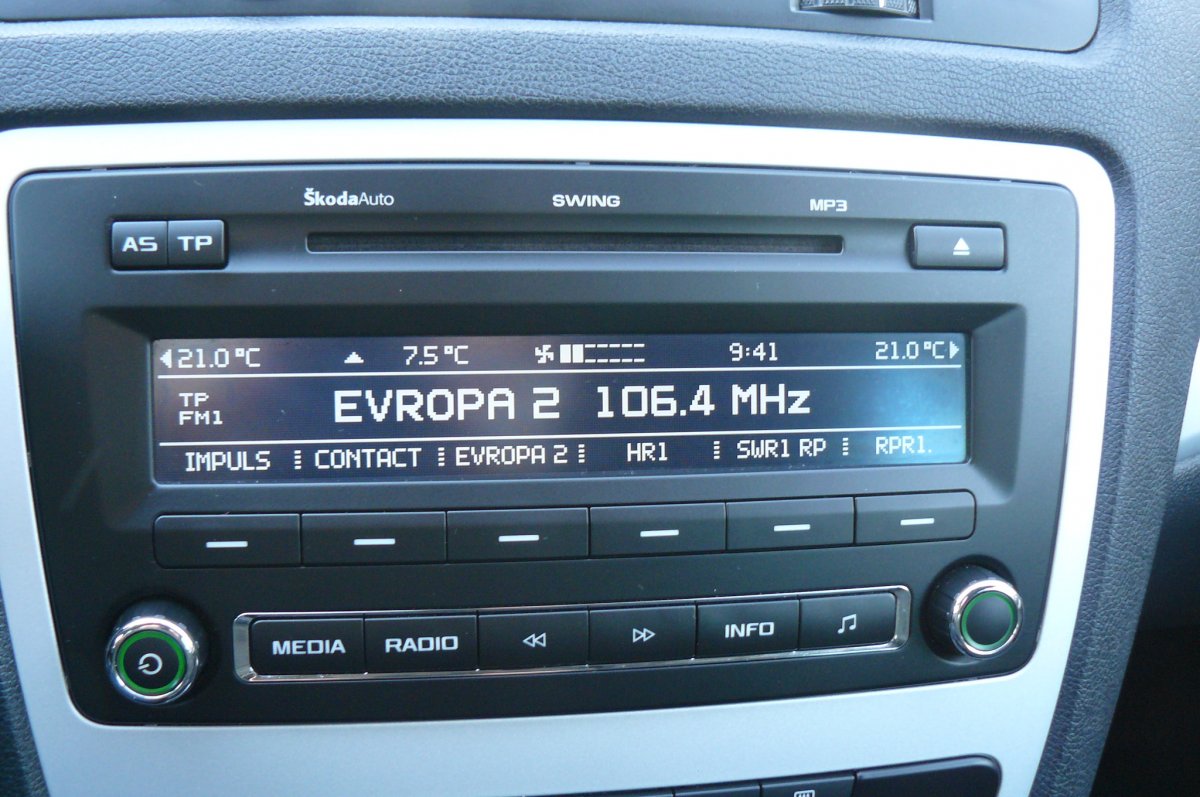 ŠkodaAuto SWING MP3
AS TP
21.0 °C 7.5 °C 9:41 21.0 °C
TP
FM1
EVROPA 2 106.4 MHz
IMPULS CONTACT EVROPA 2 HR1 SWR1 RP RPR1.
MEDIA RADIO INFO